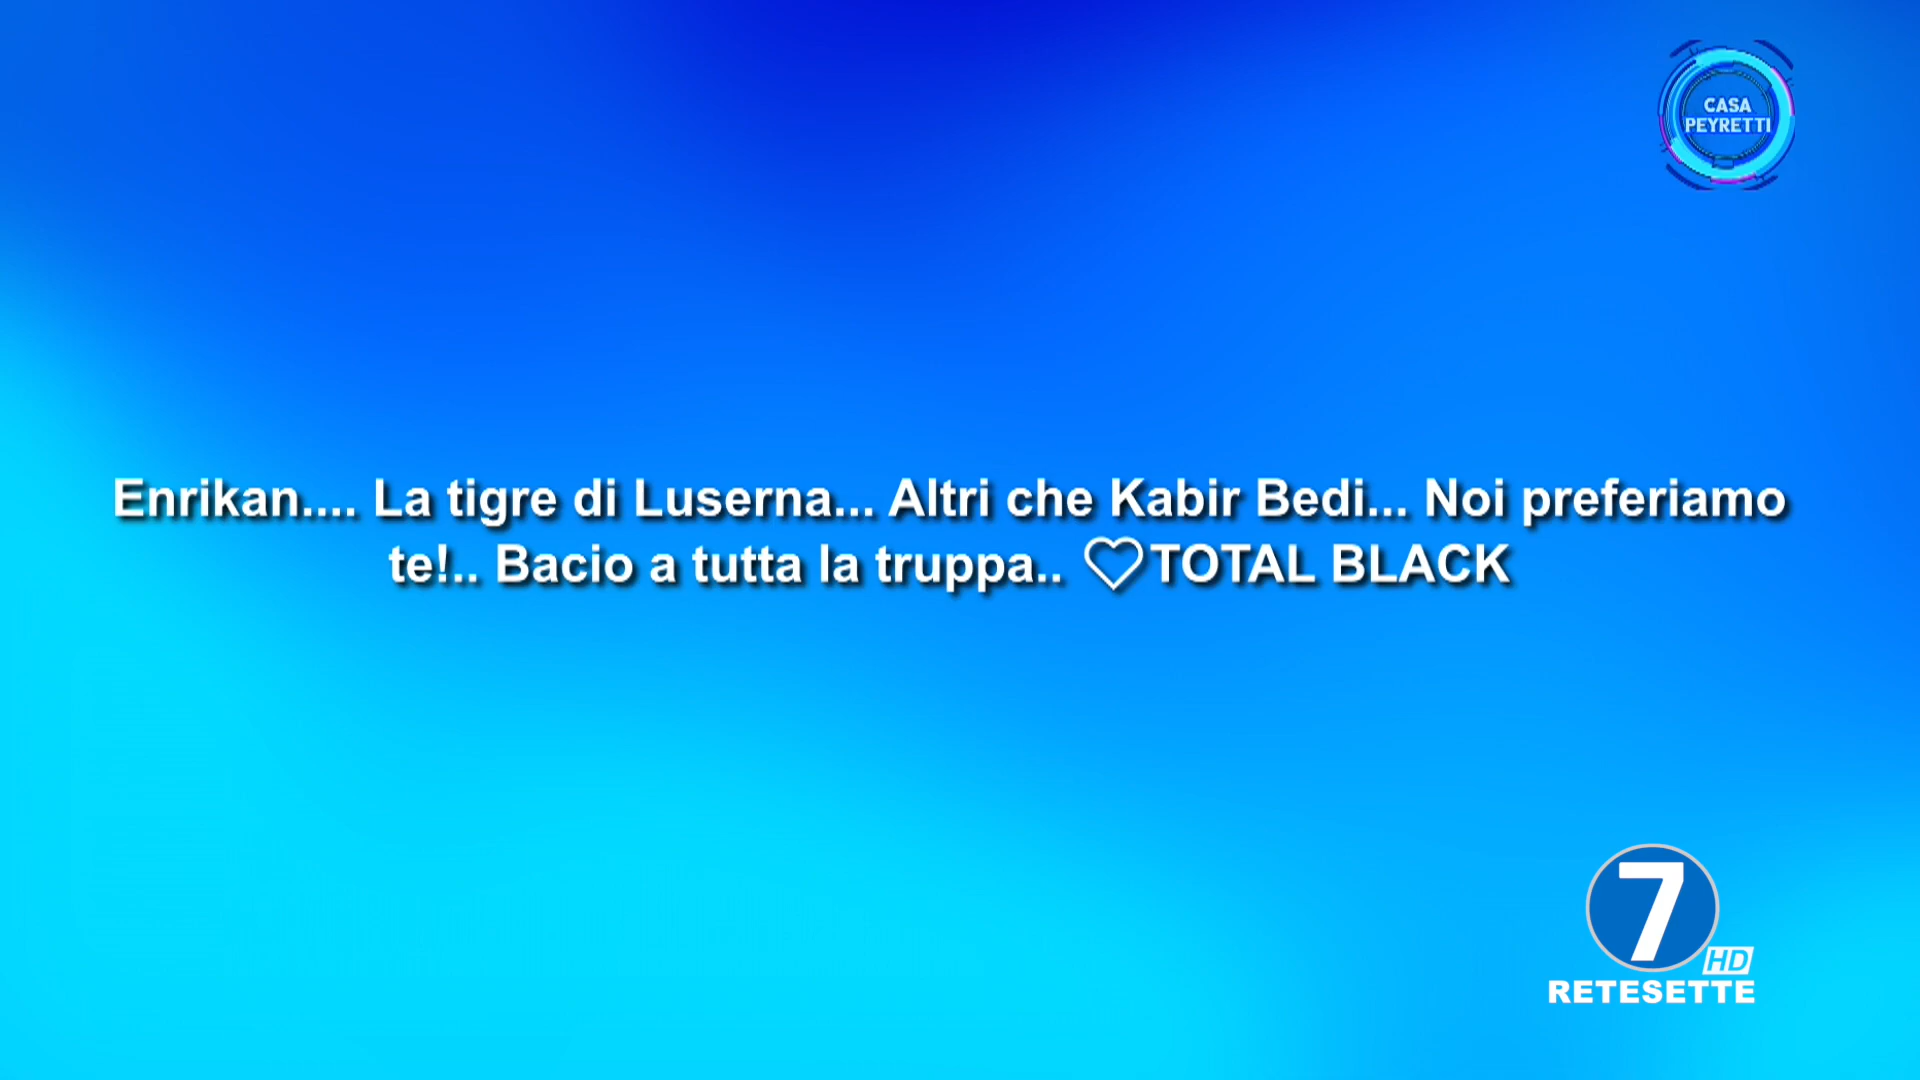 CASA
PEYRETTI
Enrikan.... La tigre di Luserna... Altri che Kabir Bedi... Noi preferiamo
te!.. Bacio a tutta la truppa.. ♡TOTAL BLACK
7
HD
RETESETTE